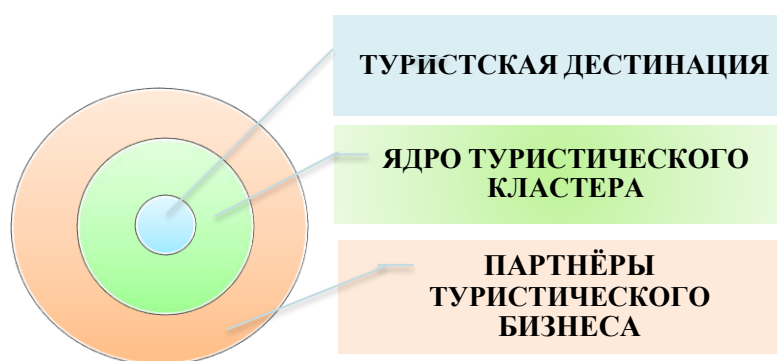 ТУРИСТСКАЯ ДЕСТИНАЦИЯ
ЯДРО ТУРИСТИЧЕСКОГО
КЛАСТЕРА
ПАРТНЁРЫ
ТУРИСТИЧЕСКОГО
БИЗНЕСА